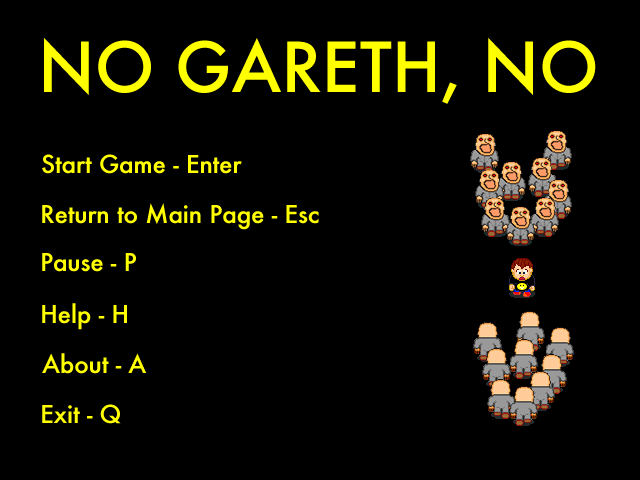 NO GARETH, NO
Start Game - Enter
Return to Main Page - Esc
Pause - P
Help - H
About - A
Exit - Q